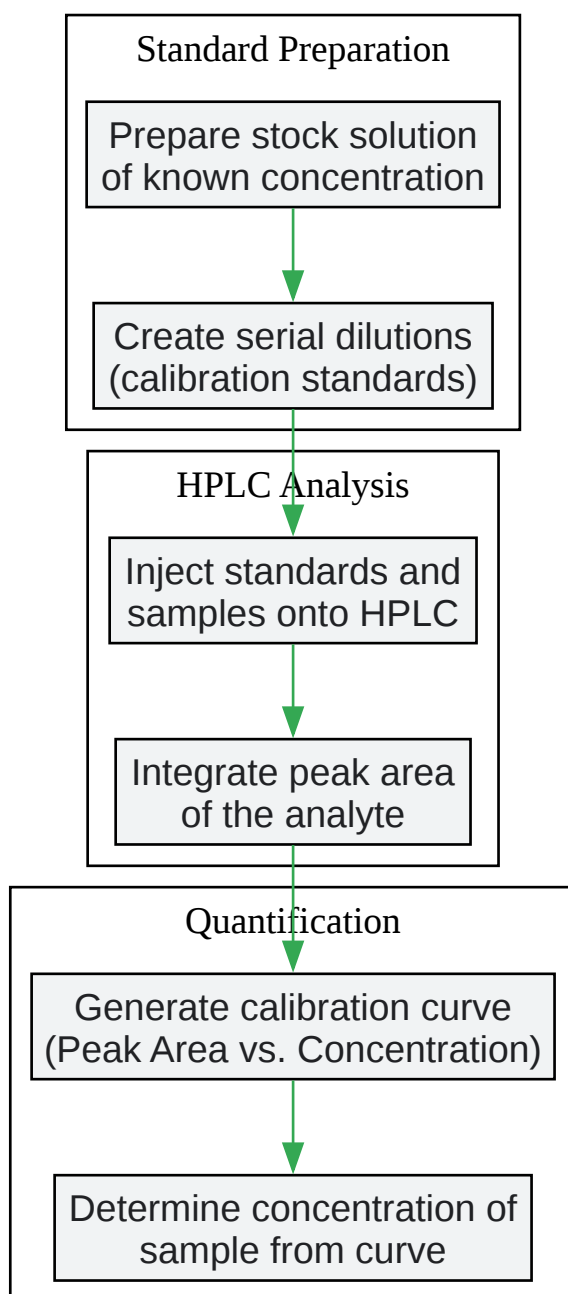 Standard Preparation
Prepare stock solution
of known concentration
Create serial dilutions
(calibration standards)
HPLC Analysis
Inject standards and
samples onto HPLC
Integrate peak area
of the analyte
Quantification
Generate calibration curve
(Peak Area vs. Concentration)
Determine concentration of
sample from curve